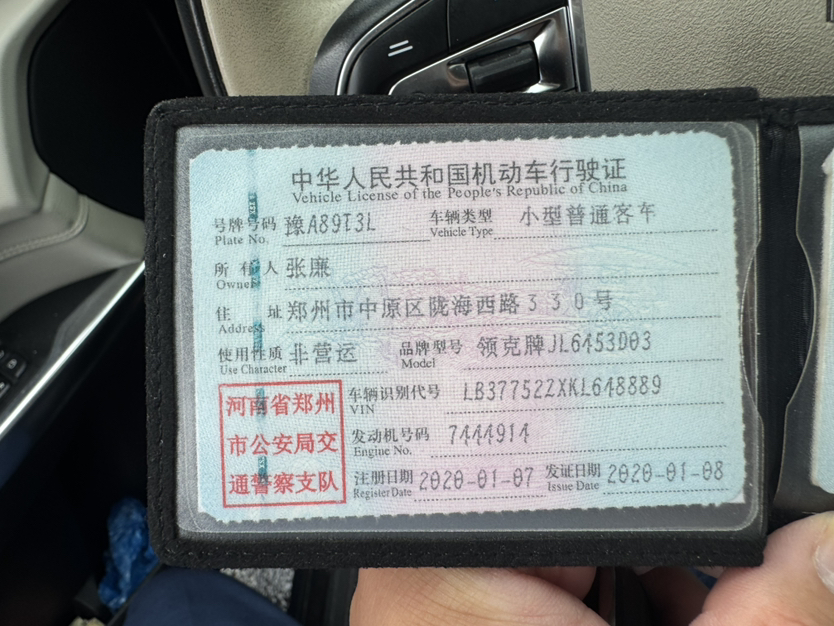 中华人民共和国机动车行驶证
Vehicle License of the People's Republic of China
号牌号码 豫A89T3L 车辆类型 小型普通客车
Plate No. Vehicle Type
所有人 张廉
Owner
住址 郑州市中原区陇海西路330号
Address
使用性质 非营运 品牌型号 领克牌JL6453D03
Use Character Model
河南省郑州
市公安局交
通警察支队
车辆识别代号 LB37752ZXKL648889
VIN
发动机号码 7444914
Engine No.
注册日期 2020-01-07 发证日期 2020-01-08
Register Date Issue Date